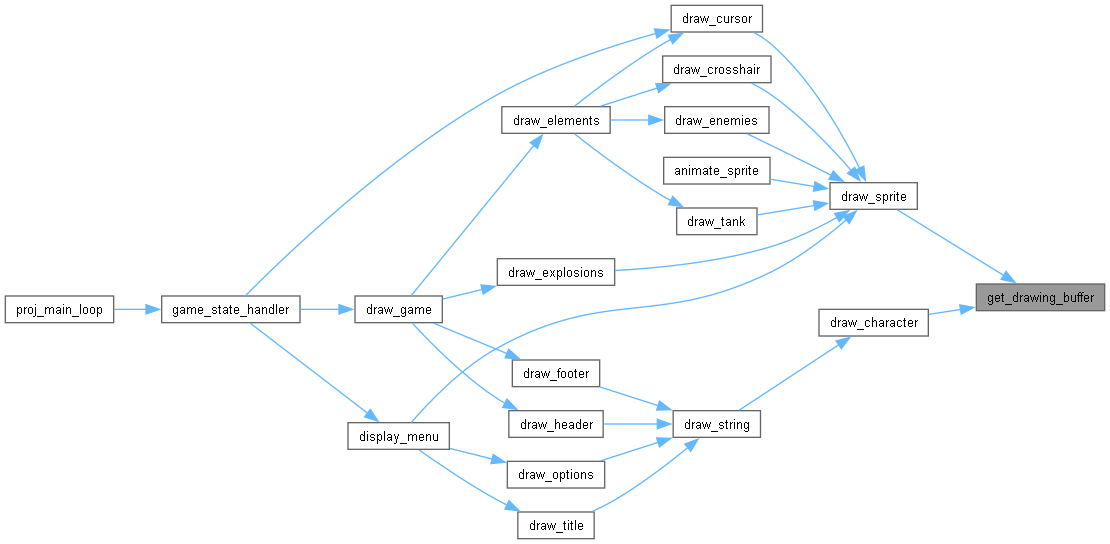 draw_cursor
draw_crosshair
draw_elements
draw_enemies
animate_sprite
draw_sprite
draw_tank
draw_explosions
get_drawing_buffer
proj_main_loop
game_state_handler
draw_game
draw_character
draw_footer
draw_header
draw_string
display_menu
draw_options
draw_title